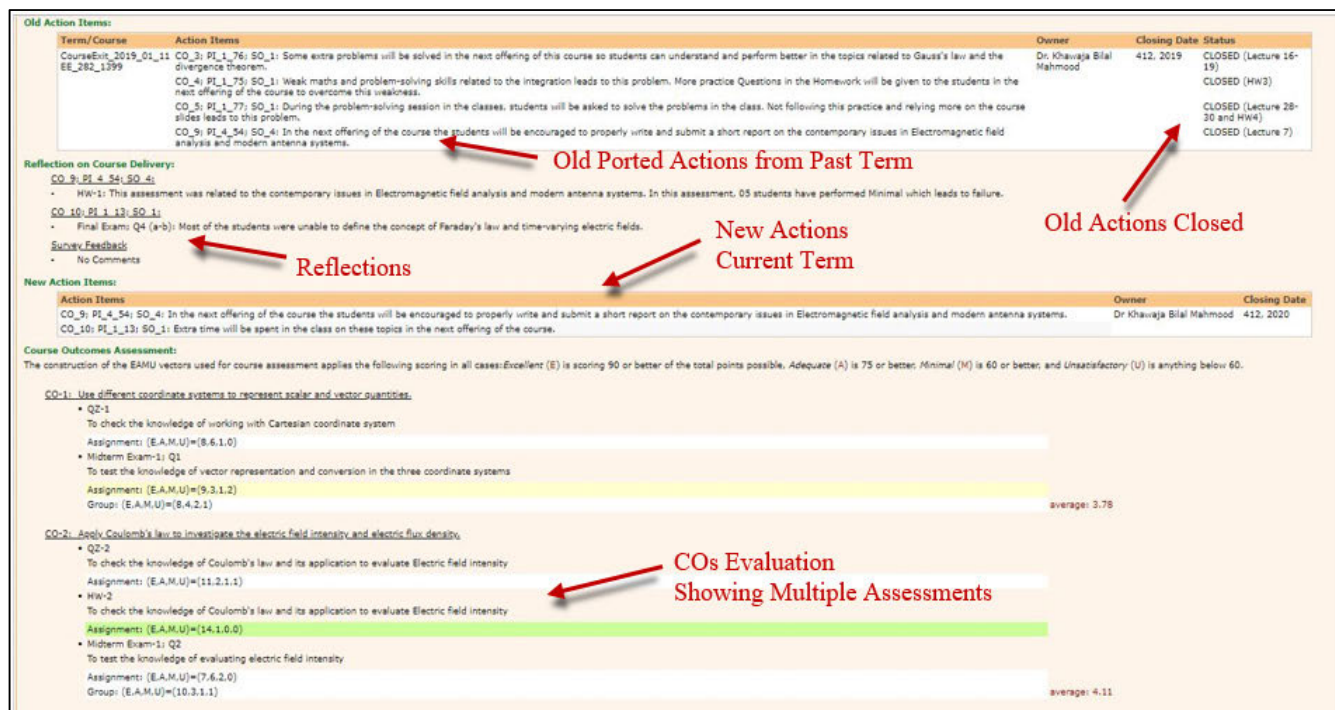 Old Action Items:
Term/Course Action Items Owner Closing Date Status
CourseExit_2019_01_11 CO_3; PI_1_76; SO_1: Some extra problems will be solved in the next offering of this course so students can understand and perform better in the topics related to Gauss's law and the Dr. Khawaja Bilal 412, 2019 CLOSED (Lecture 16-
EE_282_1399 divergence theorem. Mahmood 19)
CO_4; PI_1_75; SO_1: Weak maths and problem-solving skills related to the integration leads to this problem. More practice Questions in the Homework will be given to the students in the CLOSED (HW3)
next offering of the course to overcome this weakness.
CO_5; PI_1_77; SO_1: During the problem-solving session in the classes, students will be asked to solve the problems in the class. Not following this practice and relying more on the course CLOSED (Lecture 28-
slides leads to this problem. 30 and HW4)
CO_9; PI_4_54; SO_4: In the next offering of the course the students will be encouraged to properly write and submit a short report on the contemporary issues in Electromagnetic field CLOSED (Lecture 7)
analysis and modern antenna systems.
Old Ported Actions from Past Term
Old Actions Closed
Reflection on Course Delivery:
CO_9; PI_4_54; SO_4:
- HW-1: This assessment was related to the contemporary issues in Electromagnetic field analysis and modern antenna systems. In this assessment, 05 students have performed Minimal which leads to failure.
CO_10; PI_1_13; SO_1:
- Final Exam; Q4 (a-b): Most of the students were unable to define the concept of Faraday's law and time-varying electric fields.
Survey Feedback
- No Comments
Reflections
New Actions
Current Term
New Action Items:
Action Items Owner Closing Date
CO_9; PI_4_54; SO_4: In the next offering of the course the students will be encouraged to properly write and submit a short report on the contemporary issues in Electromagnetic field analysis and modern antenna systems. Dr Khawaja Bilal Mahmood 412, 2020
CO_10; PI_1_13; SO_1: Extra time will be spent in the class on these topics in the next offering of the course.
Course Outcomes Assessment:
The construction of the EAMU vectors used for course assessment applies the following scoring in all cases:Excellent (E) is scoring 90 or better of the total points possible, Adequate (A) is 75 or better, Minimal (M) is 60 or better, and Unsatisfactory (U) is anything below 60.
CO-1: Use different coordinate systems to represent scalar and vector quantities.
• QZ-1
To check the knowledge of working with Cartesian coordinate system
Assignment: (E,A,M,U)=(8,6,1,0)
• Midterm Exam-1; Q1
To test the knowledge of vector representation and conversion in the three coordinate systems
Assignment: (E,A,M,U)=(9,3,1,2)
Group: (E,A,M,U)=(8,4,2,1) average: 3.78
CO-2: Apply Coulomb's law to investigate the electric field intensity and electric flux density.
• QZ-2
To check the knowledge of Coulomb's law and its application to evaluate Electric field intensity
Assignment: (E,A,M,U)=(11,2,1,1)
• HW-2
To check the knowledge of Coulomb's law and its application to evaluate Electric field intensity
Assignment: (E,A,M,U)=(14,1,0,0)
• Midterm Exam-1; Q2
To test the knowledge of evaluating electric field intensity
Assignment: (E,A,M,U)=(7,6,2,0)
Group: (E,A,M,U)=(10,3,1,1) average: 4.11
COs Evaluation
Showing Multiple Assessments